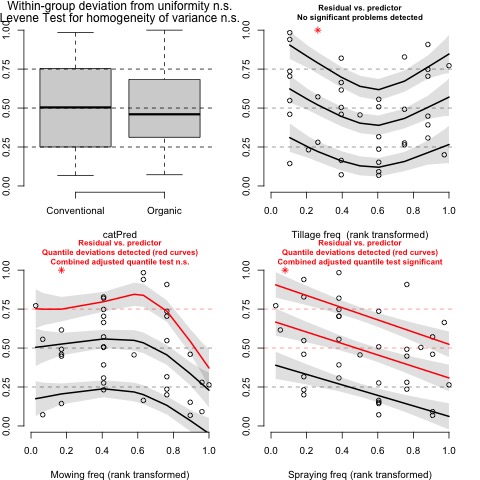 Within-group deviation from uniformity n.s.
Levene Test for homogeneity of variance n.s.
0.00 0.25 0.50 0.75 1.00
Conventional Organic
catPred
Residual vs. predictor
No significant problems detected
0.00 0.25 0.50 0.75 1.00
0.0 0.2 0.4 0.6 0.8 1.0
Tillage freq (rank transformed)
Residual vs. predictor
Quantile deviations detected (red curves)
Combined adjusted quantile test n.s.
0.00 0.25 0.50 0.75 1.00
0.0 0.2 0.4 0.6 0.8 1.0
Mowing freq (rank transformed)
Residual vs. predictor
Quantile deviations detected (red curves)
Combined adjusted quantile test significant
0.00 0.25 0.50 0.75 1.00
0.0 0.2 0.4 0.6 0.8 1.0
Spraying freq (rank transformed)